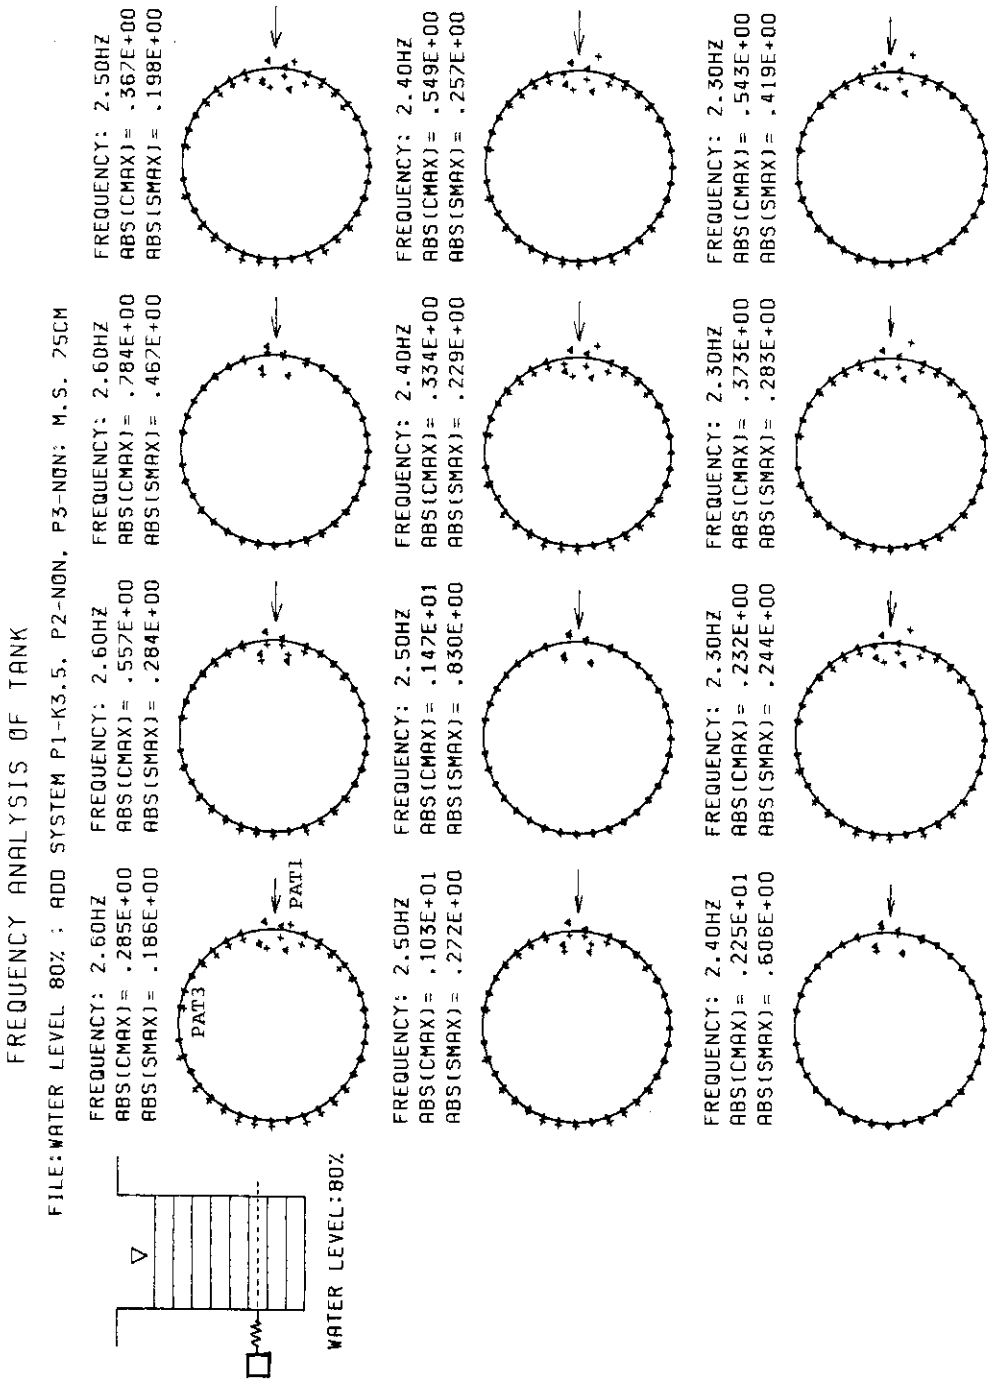 FREQUENCY ANALYSIS OF TANK
FILE:WATER LEVEL 80% ; ADD SYSTEM P1-K3.5, P2-NON, P3-NON: M.S. 75CM
WATER LEVEL:80%
FREQUENCY: 2.60HZ
ABS(CMAX)= .285E+00
ABS(SMAX)= .186E+00
PAT3
PAT1
FREQUENCY: 2.60HZ
ABS(CMAX)= .557E+00
ABS(SMAX)= .284E+00
FREQUENCY: 2.60HZ
ABS(CMAX)= .784E+00
ABS(SMAX)= .467E+00
FREQUENCY: 2.50HZ
ABS(CMAX)= .367E+00
ABS(SMAX)= .198E+00
FREQUENCY: 2.50HZ
ABS(CMAX)= .103E+01
ABS(SMAX)= .272E+00
FREQUENCY: 2.50HZ
ABS(CMAX)= .147E+01
ABS(SMAX)= .830E+00
FREQUENCY: 2.40HZ
ABS(CMAX)= .334E+00
ABS(SMAX)= .229E+00
FREQUENCY: 2.40HZ
ABS(CMAX)= .549E+00
ABS(SMAX)= .257E+00
FREQUENCY: 2.40HZ
ABS(CMAX)= .225E+01
ABS(SMAX)= .606E+00
FREQUENCY: 2.30HZ
ABS(CMAX)= .232E+00
ABS(SMAX)= .244E+00
FREQUENCY: 2.30HZ
ABS(CMAX)= .373E+00
ABS(SMAX)= .283E+00
FREQUENCY: 2.30HZ
ABS(CMAX)= .543E+00
ABS(SMAX)= .419E+00